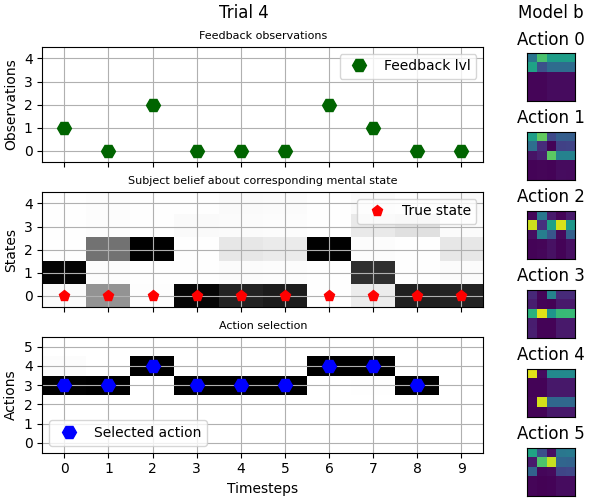 Trial 4
Model b
Feedback observations
Observations
4
3
2
1
0
Feedback lvl
Subject belief about corresponding mental state
States
4
3
2
1
0
True state
Action selection
Actions
5
4
3
2
1
0
Selected action
0 1 2 3 4 5 6 7 8 9
Timesteps
Action 0
Action 1
Action 2
Action 3
Action 4
Action 5